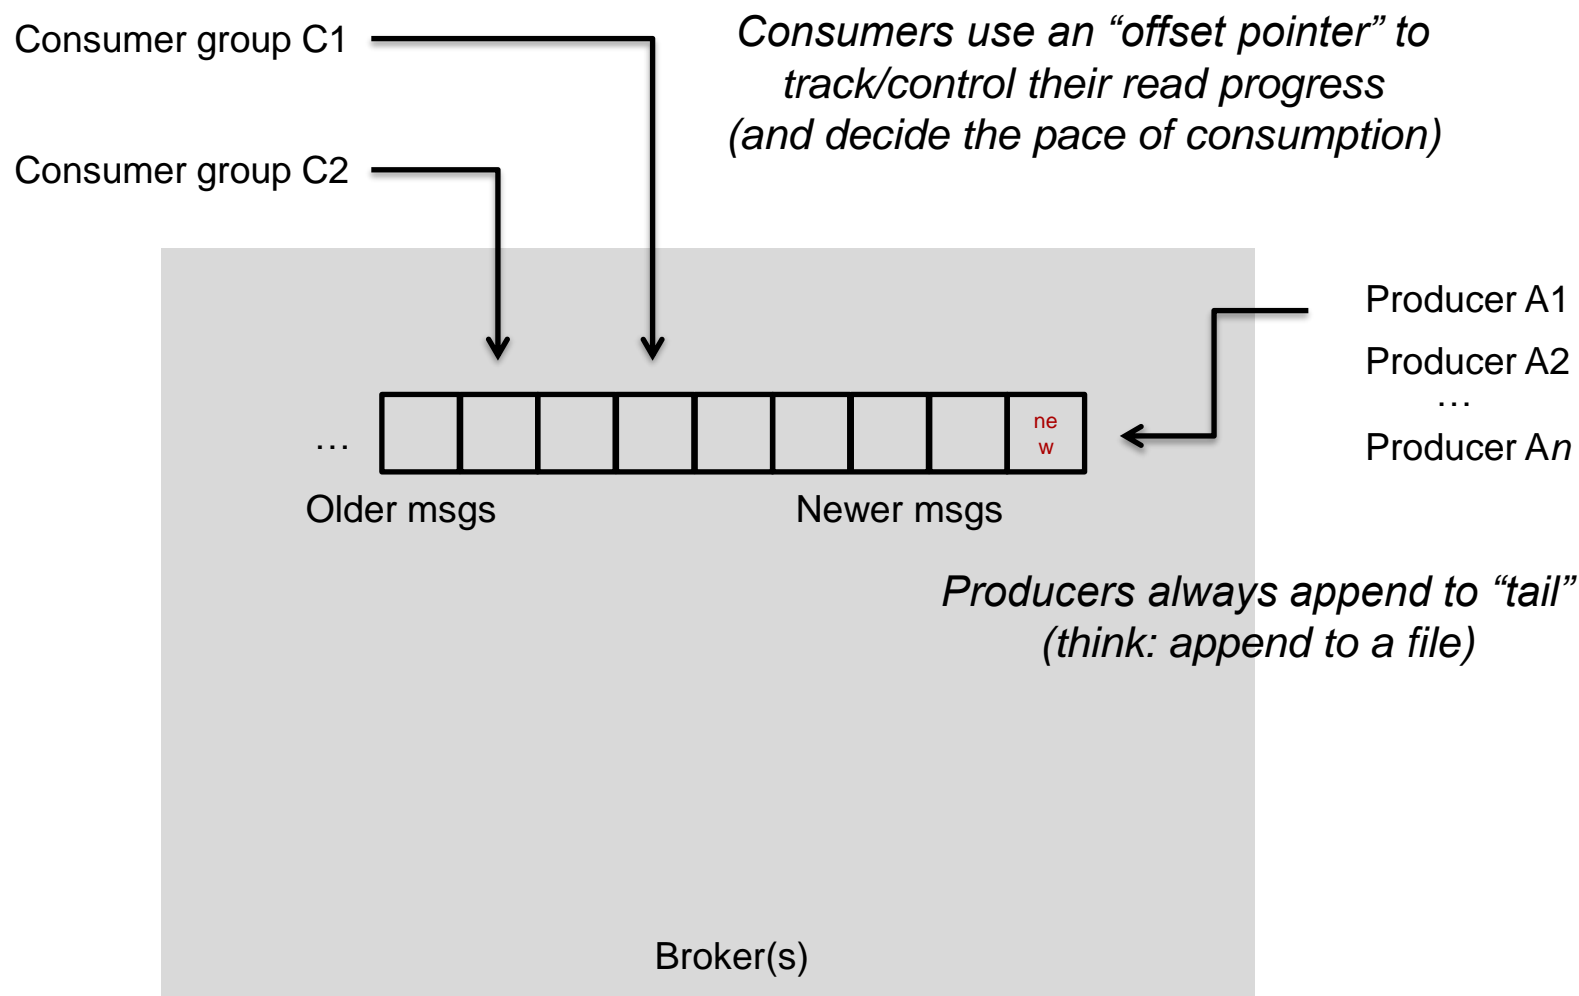 Consumer group C1
Consumers use an “offset pointer” to
track/control their read progress
(and decide the pace of consumption)
Consumer group C2
Producer A1
Producer A2
…
Producer An
…
ne
w
Older msgs
Newer msgs
Producers always append to “tail”
(think: append to a file)
Broker(s)